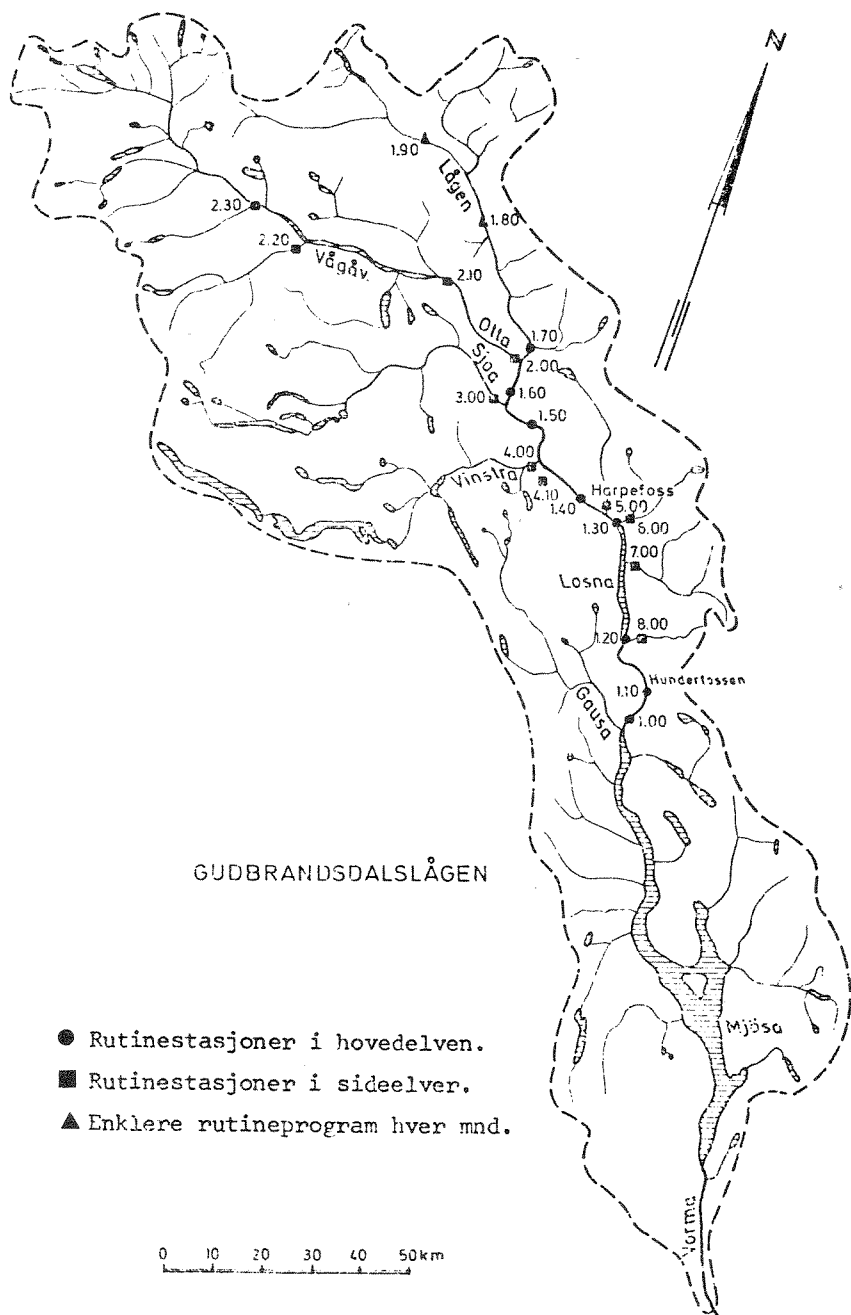 N
1.90
Lågen
1.80
2.30
2.20
Vågåv.
2.10
Otta
1.70
2.00
Sjoa
3.00
1.60
1.50
4.00
Vinstra
4.10
1.40
Harpefoss
5.00
1.30
6.00
7.00
Losna
8.00
1.20
Hunderfossen
1.10
Gausa
1.00
GUDBRANDSDALSLÅGEN
Mjösa
● Rutinestasjoner i hovedelven.
■ Rutinestasjoner i sideelver.
▲ Enklere rutineprogram hver mnd.
Vorma
0 10 20 30 40 50 km